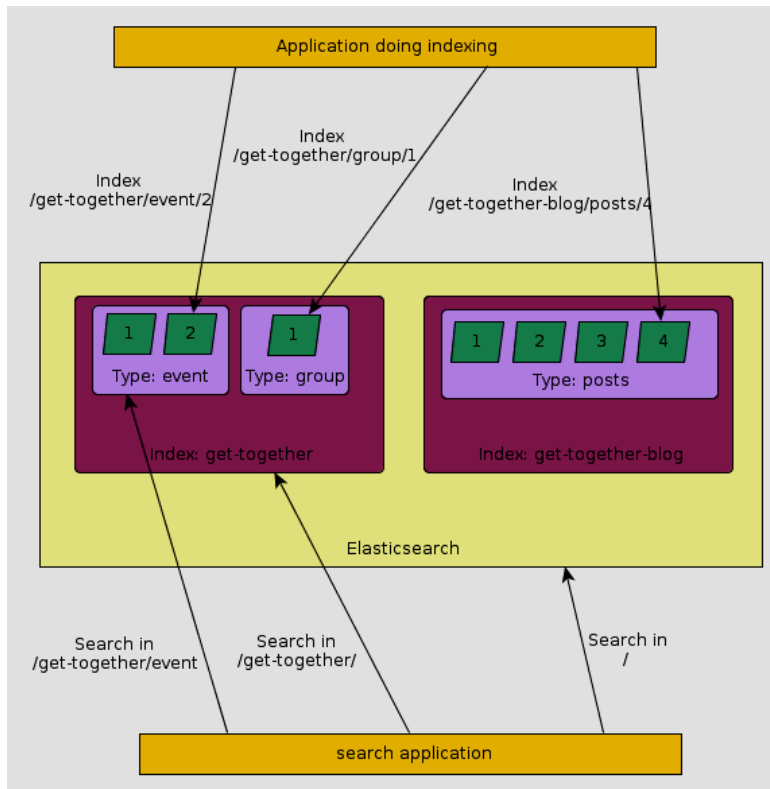 Application doing indexing
Index
/get-together/group/1
Index
/get-together/event/2
Index
/get-together-blog/posts/4
1
2
1
1
2
3
4
Type: event
Type: group
Type: posts
Index: get-together
Index: get-together-blog
Elasticsearch
Search in
/get-together/event
Search in
/get-together/
Search in
/
search application